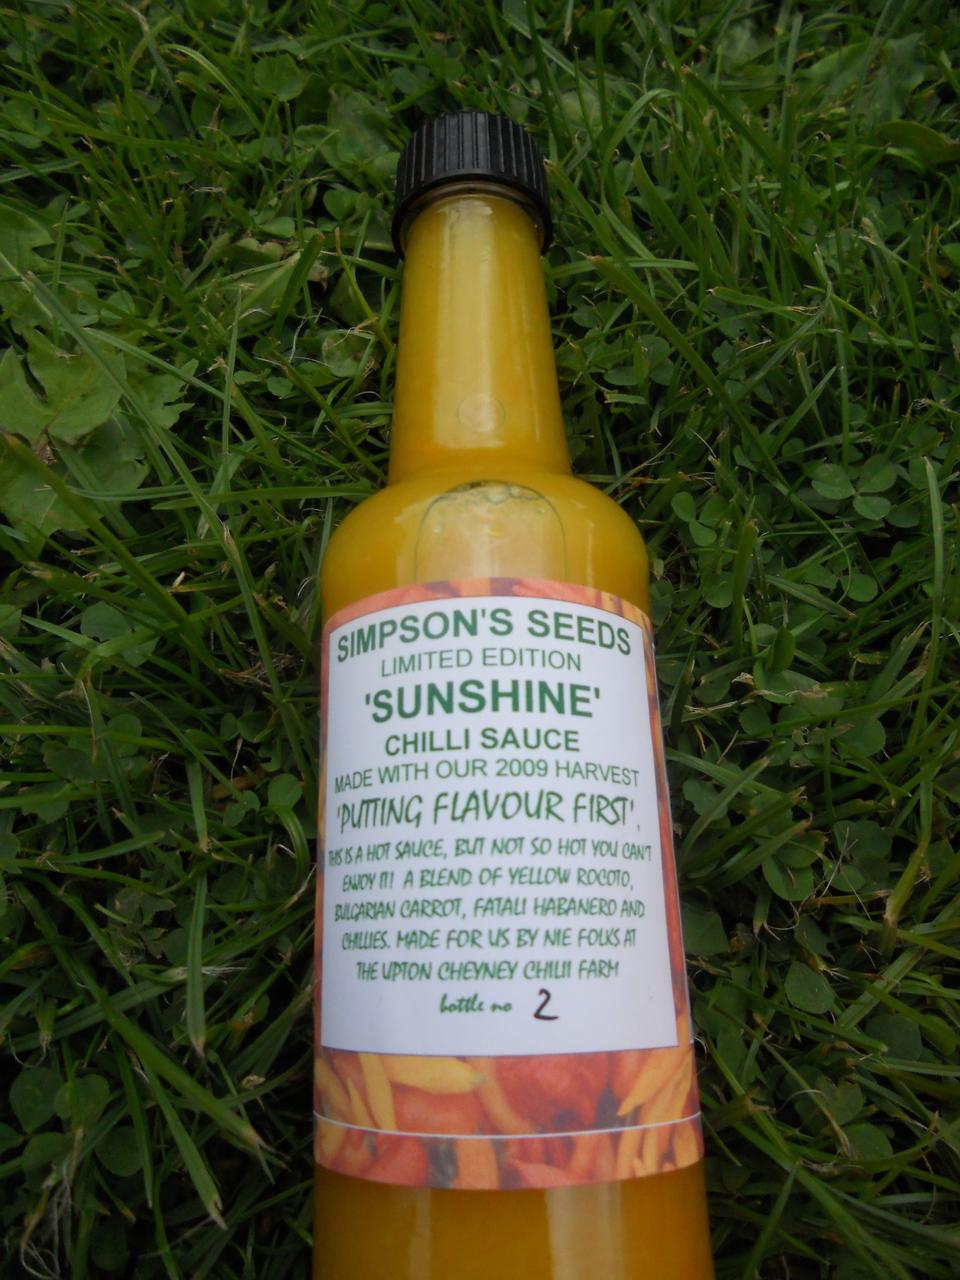 SIMPSON'S SEEDS
LIMITED EDITION
'SUNSHINE'
CHILLI SAUCE
MADE WITH OUR 2009 HARVEST
'PUTTING FLAVOUR FIRST'.
THIS IS A HOT SAUCE, BUT NOT SO HOT YOU CAN'T
ENJOY IT! A BLEND OF YELLOW ROCOTO,
BULGARIAN CARROT, FATALI HABANERO AND
CHILLIES. MADE FOR US BY NIE FOLKS AT
THE UPTON CHEYNEY CHILII FARM
bottle no 2